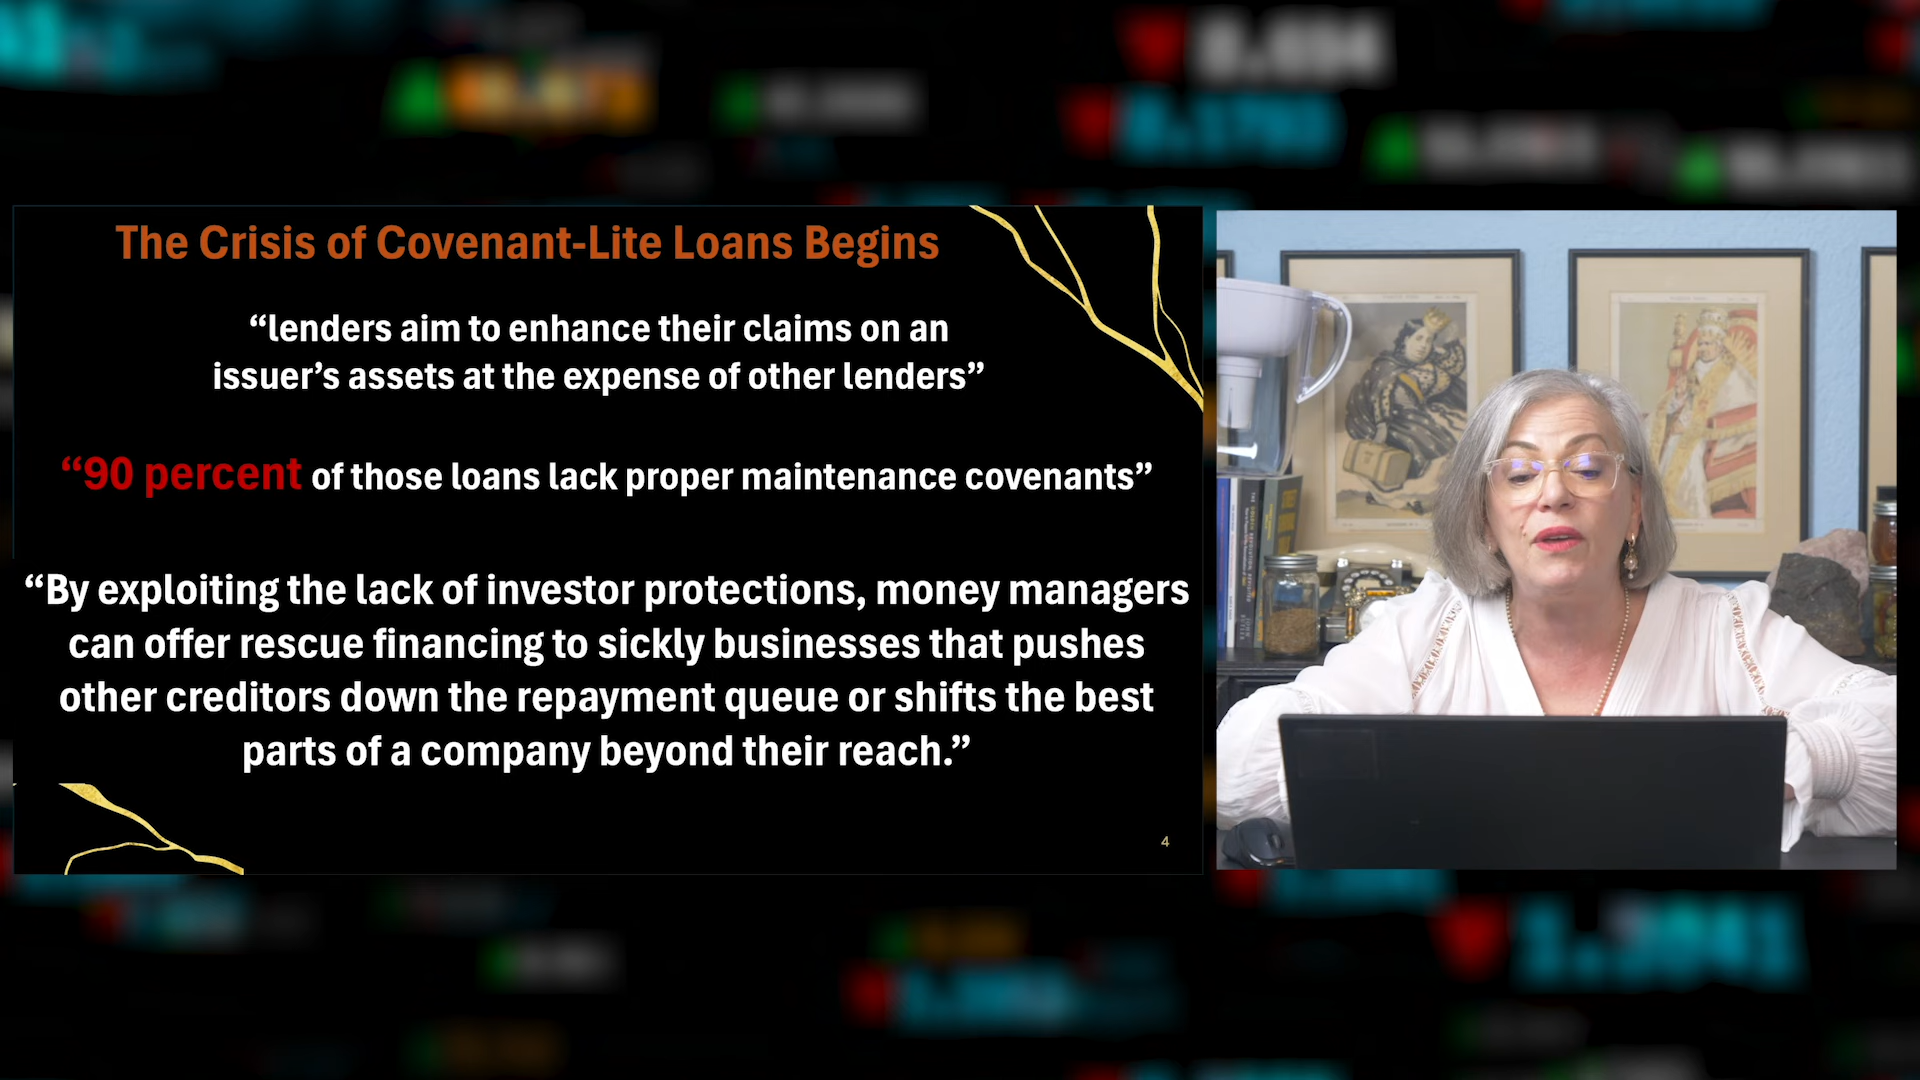 The Crisis of Covenant-Lite Loans Begins
“lenders aim to enhance their claims on an
issuer’s assets at the expense of other lenders”
“90 percent of those loans lack proper maintenance covenants”
“By exploiting the lack of investor protections, money managers
can offer rescue financing to sickly businesses that pushes
other creditors down the repayment queue or shifts the best
parts of a company beyond their reach.”
4